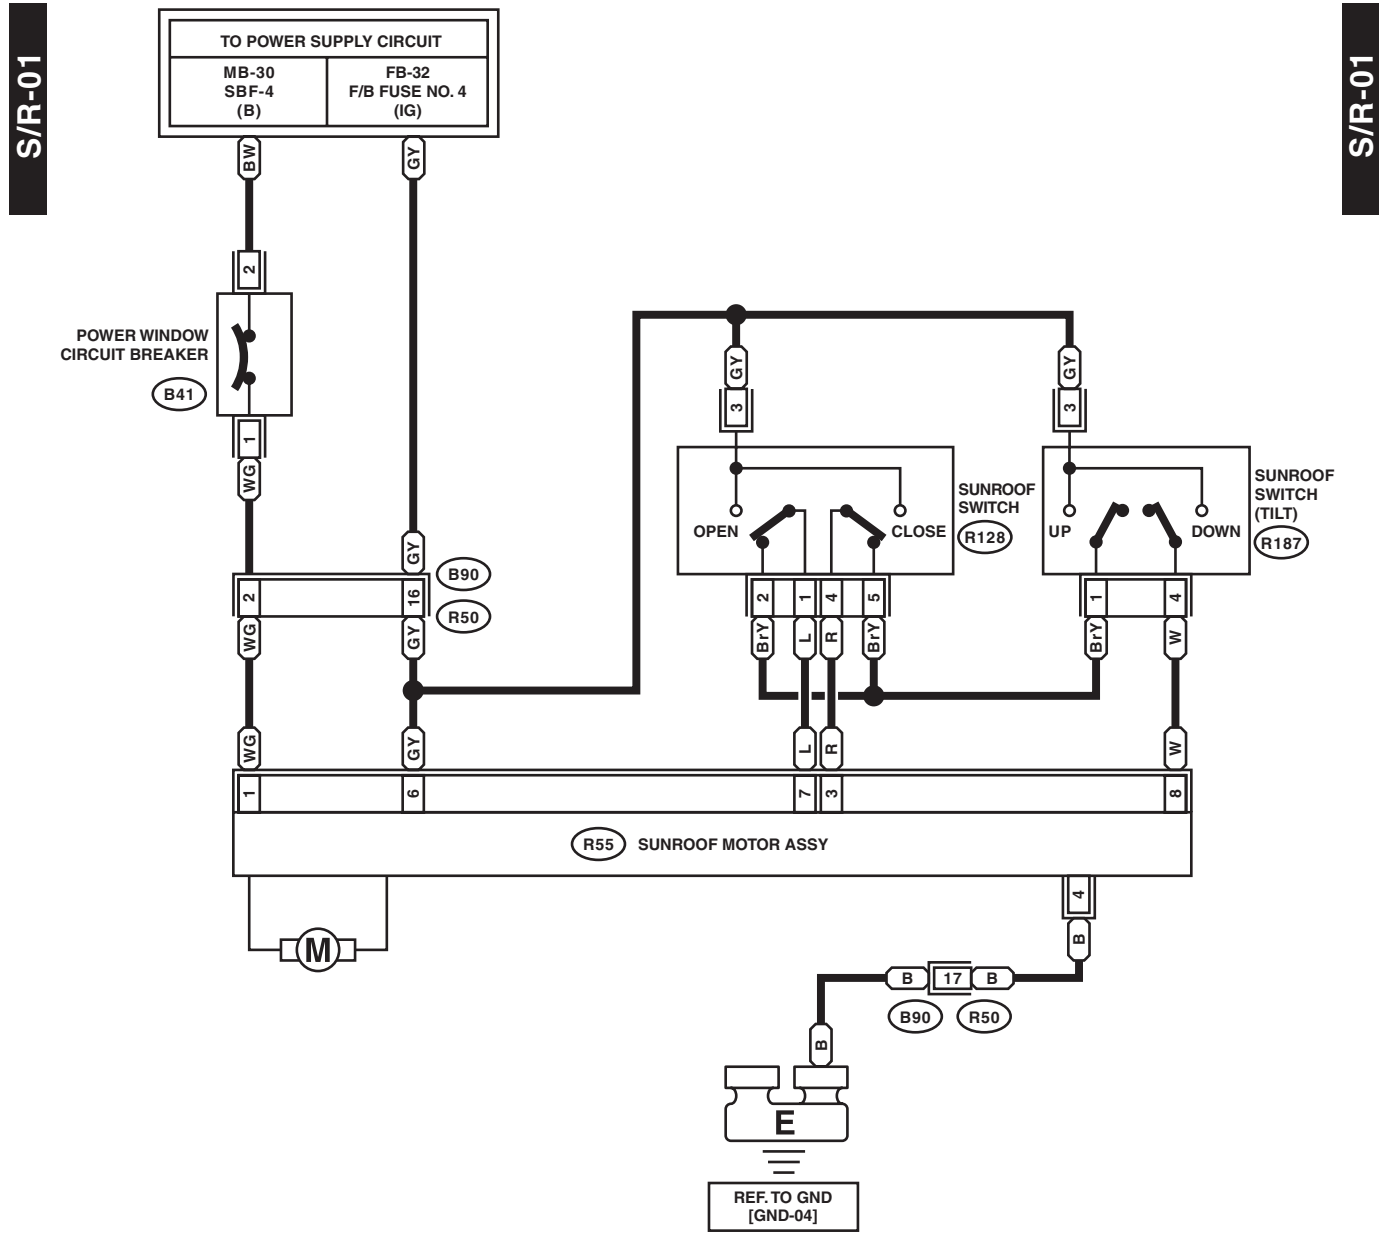 S/R-01
S/R-01
TO POWER SUPPLY CIRCUIT
MB-30
SBF-4
(B)
FB-32
F/B FUSE NO. 4
(IG)
BW
GY
2
POWER WINDOW
CIRCUIT BREAKER
B41
1
WG
GY
GY
3
3
OPEN
CLOSE
SUNROOF
SWITCH
R128
UP
DOWN
SUNROOF
SWITCH
(TILT)
R187
GY
B90
2
16
R50
WG
GY
2
1
4
5
BrY
L
R
BrY
1
4
BrY
W
WG
GY
L
R
W
1
6
7
3
8
R55
SUNROOF MOTOR ASSY
M
4
B
B
17
B
B90
R50
B
E
REF. TO GND
[GND-04]